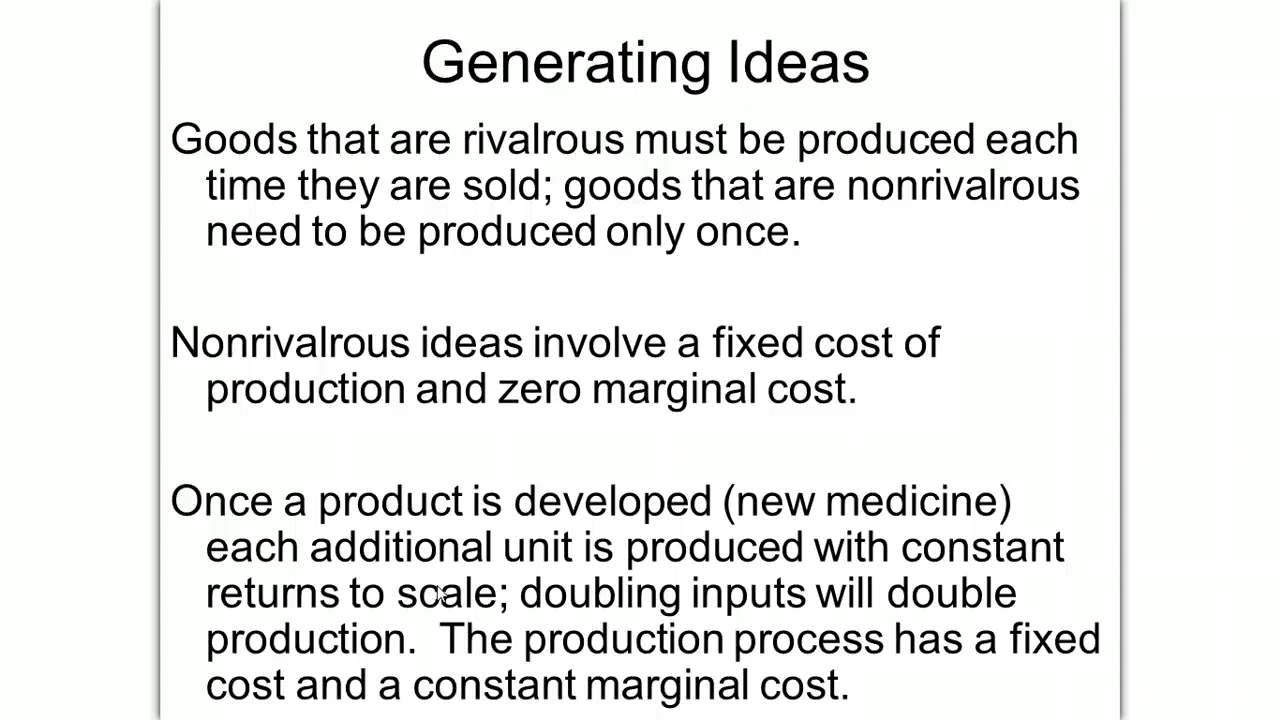 Generating Ideas
Goods that are rivalrous must be produced each
time they are sold; goods that are nonrivalrous
need to be produced only once.
Nonrivalrous ideas involve a fixed cost of
production and zero marginal cost.
Once a product is developed (new medicine)
each additional unit is produced with constant
returns to scale; doubling inputs will double
production. The production process has a fixed
cost and a constant marginal cost.